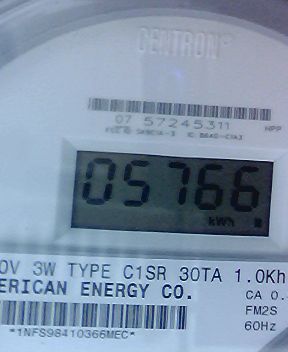 CENTRON®
07 57245311
05766
kWh
0V 3W TYPE C1SR 30TA 1.0Kh
ERICAN ENERGY CO.
CA 0.
FM2S
60Hz
*1NFS98410366MEC*